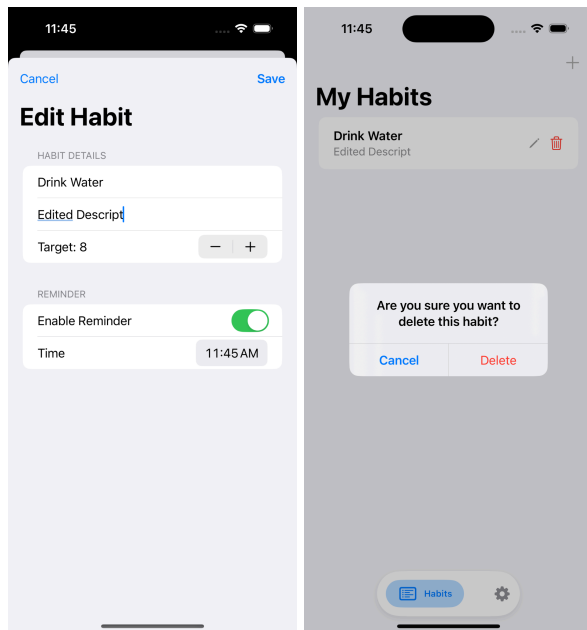 11:45
Cancel
Save
Edit Habit
HABIT DETAILS
Drink Water
Edited Descript
Target: 8
REMINDER
Enable Reminder
Time
11:45 AM
11:45
My Habits
Drink Water
Edited Descript
Are you sure you want to
delete this habit?
Cancel
Delete
Habits